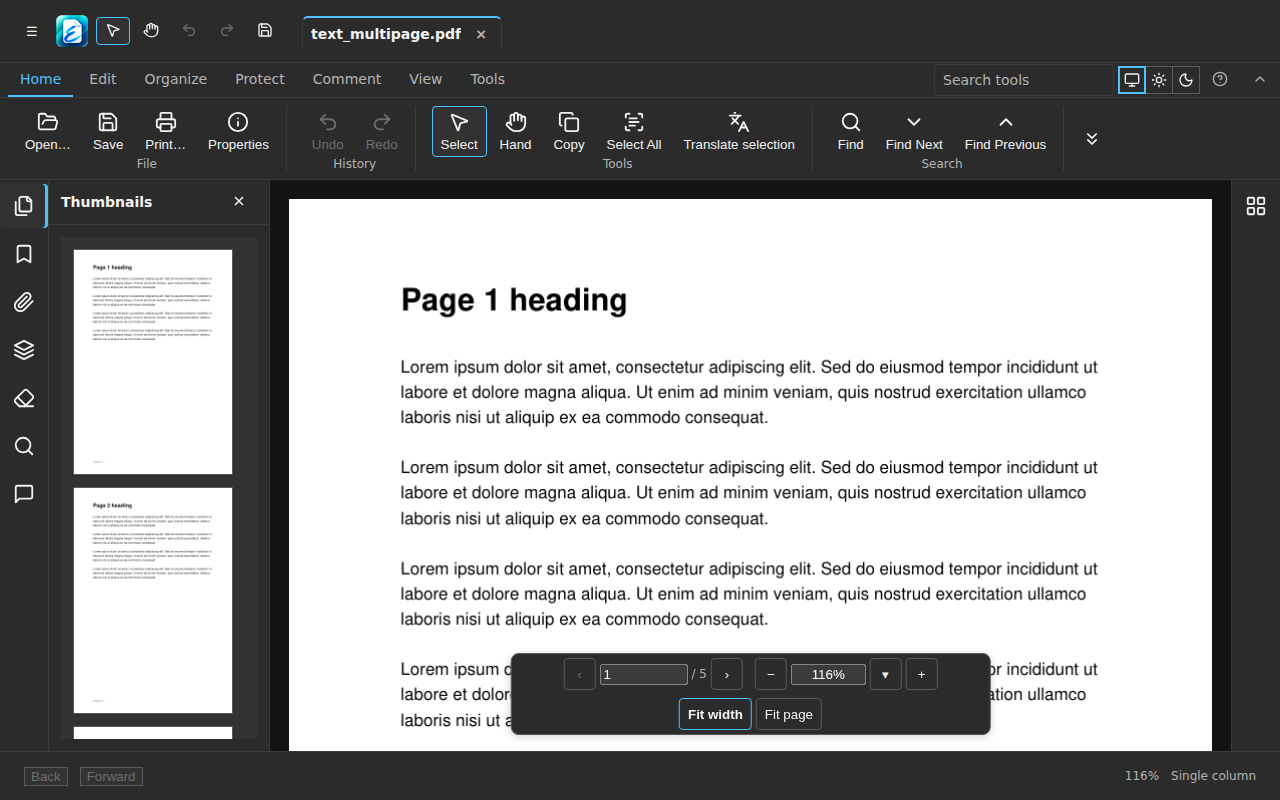 text_multipage.pdf ×
Home Edit Organize Protect Comment View Tools Search tools
Open… Save Print… Properties Undo Redo Select Hand Copy Select All Translate selection Find Find Next Find Previous
File History Tools Search
Thumbnails ×
Page 1 heading
Page 2 heading
Page 1 heading
Lorem ipsum dolor sit amet, consectetur adipiscing elit. Sed do eiusmod tempor incididunt ut
labore et dolore magna aliqua. Ut enim ad minim veniam, quis nostrud exercitation ullamco
laboris nisi ut aliquip ex ea commodo consequat.
Lorem ipsum dolor sit amet, consectetur adipiscing elit. Sed do eiusmod tempor incididunt ut
labore et dolore magna aliqua. Ut enim ad minim veniam, quis nostrud exercitation ullamco
laboris nisi ut aliquip ex ea commodo consequat.
Lorem ipsum dolor sit amet, consectetur adipiscing elit. Sed do eiusmod tempor incididunt ut
labore et dolore magna aliqua. Ut enim ad minim veniam, quis nostrud exercitation ullamco
laboris nisi ut aliquip ex ea commodo consequat.
Lorem ipsum or incididunt ut
labore et ullamco
laboris nisi ut
‹ 1 / 5 › − 116% ▾ +
Fit width Fit page
Back Forward 116% Single column